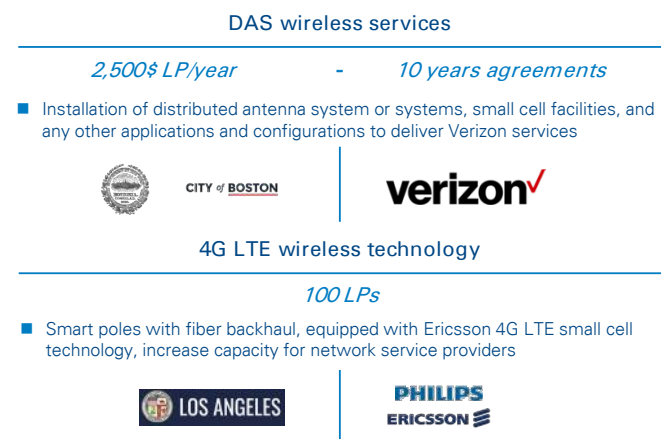 DAS wireless services
2,500$ LP/year - 10 years agreements
Installation of distributed antenna system or systems, small cell facilities, and
any other applications and configurations to deliver Verizon services
CITY of BOSTON
verizon
4G LTE wireless technology
100 LPs
Smart poles with fiber backhaul, equipped with Ericsson 4G LTE small cell
technology, increase capacity for network service providers
LOS ANGELES
PHILIPS
ERICSSON